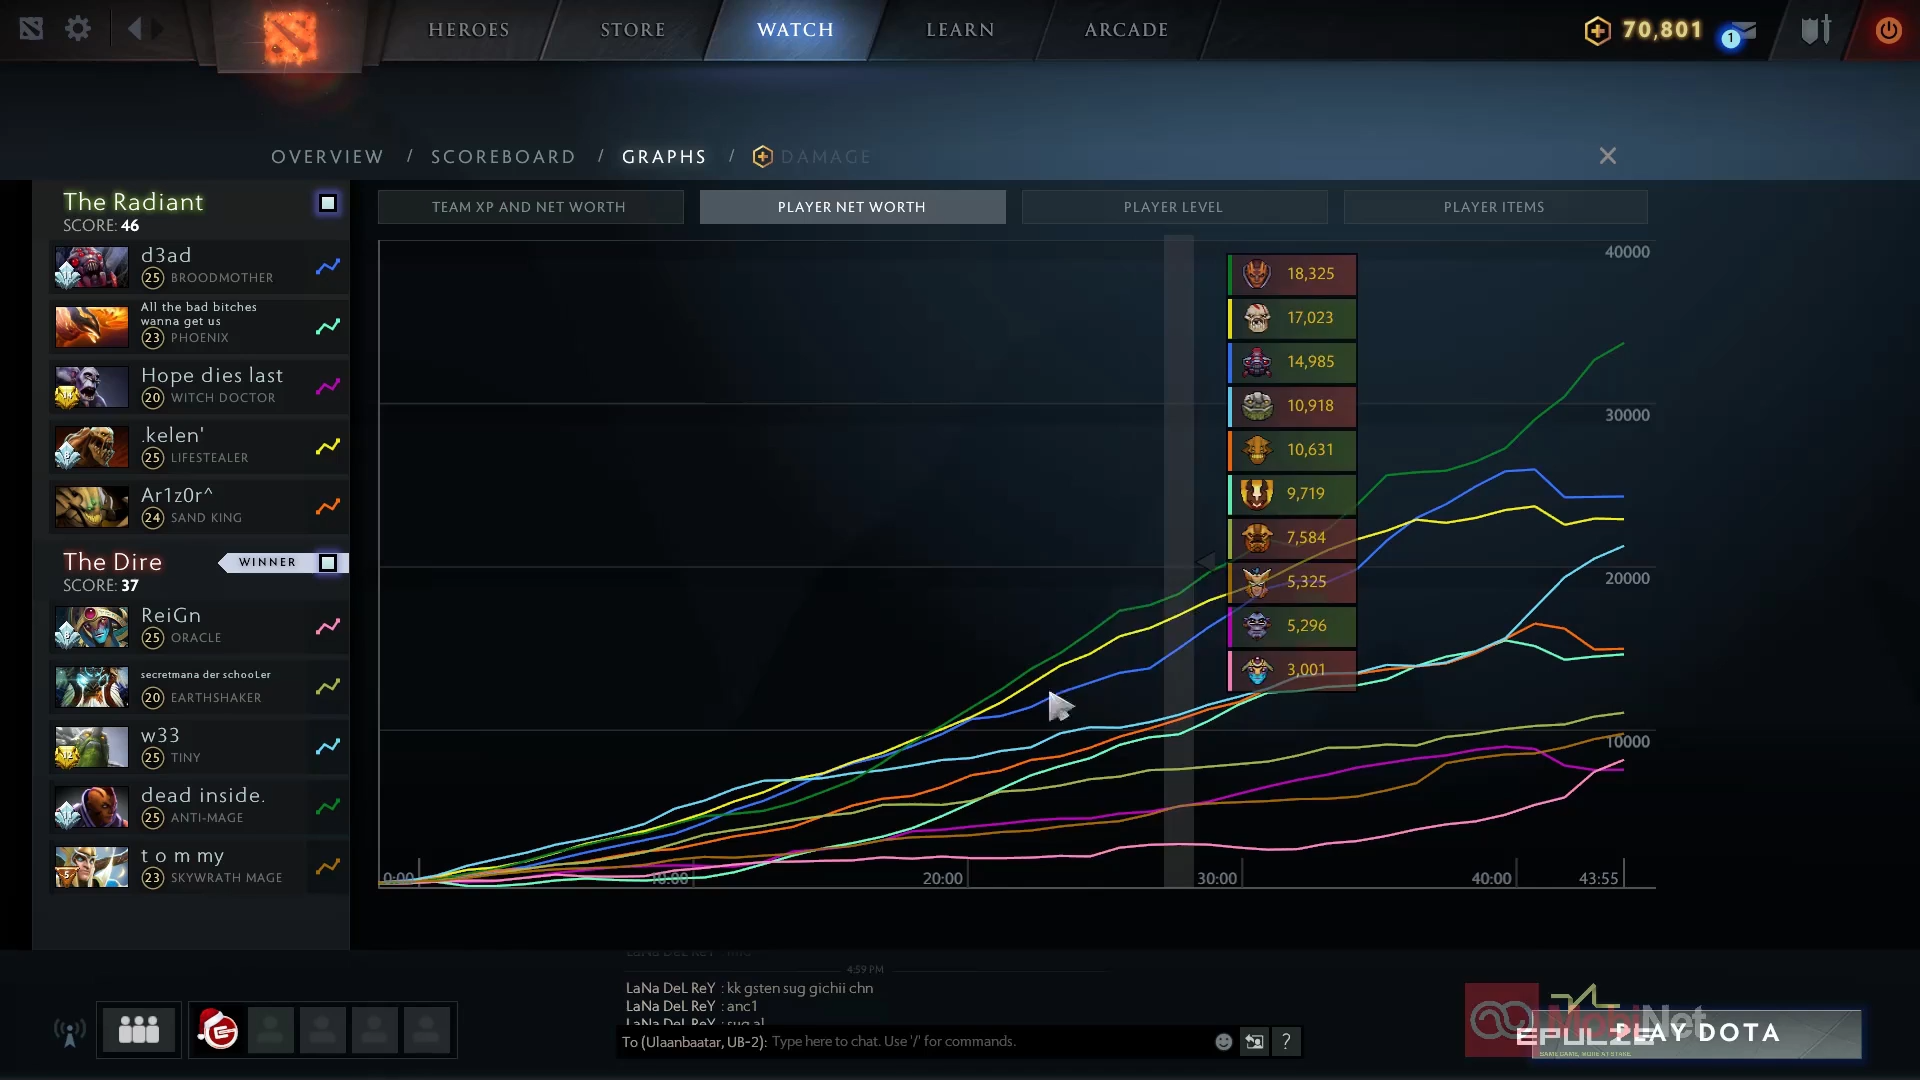 HEROES
STORE
WATCH
LEARN
ARCADE
70,801
1
OVERVIEW / SCOREBOARD / GRAPHS / DAMAGE
The Radiant
SCORE: 46
d3ad
25 BROODMOTHER
All the bad bitches
wanna get us
23 PHOENIX
Hope dies last
20 WITCH DOCTOR
.kelen'
25 LIFESTEALER
Ar1z0r^
24 SAND KING
The Dire
WINNER
SCORE: 37
ReiGn
25 ORACLE
secretmana der schooLer
20 EARTHSHAKER
w33
25 TINY
dead inside.
25 ANTI-MAGE
t o m my
23 SKYWRATH MAGE
TEAM XP AND NET WORTH
PLAYER NET WORTH
PLAYER LEVEL
PLAYER ITEMS
40000
30000
20000
10000
18,325
17,023
14,985
10,918
10,631
9,719
7,584
5,325
5,296
3,001
0:00
10:00
20:00
30:00
40:00
43:55
4:59 PM
LaNa DeL ReY : kk gsten sug gichii chn
LaNa DeL ReY : anc1
To (Ulaanbaatar, UB-2): Type here to chat. Use '/' for commands.
?
MobiNet
PLAY DOTA